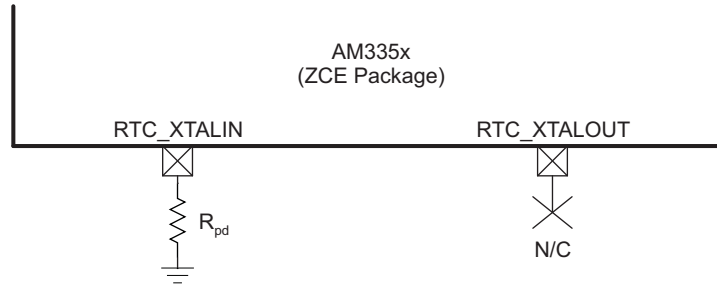 AM335x
(ZCE Package)
RTC_XTALIN
RTC_XTALOUT
Rpd
N/C